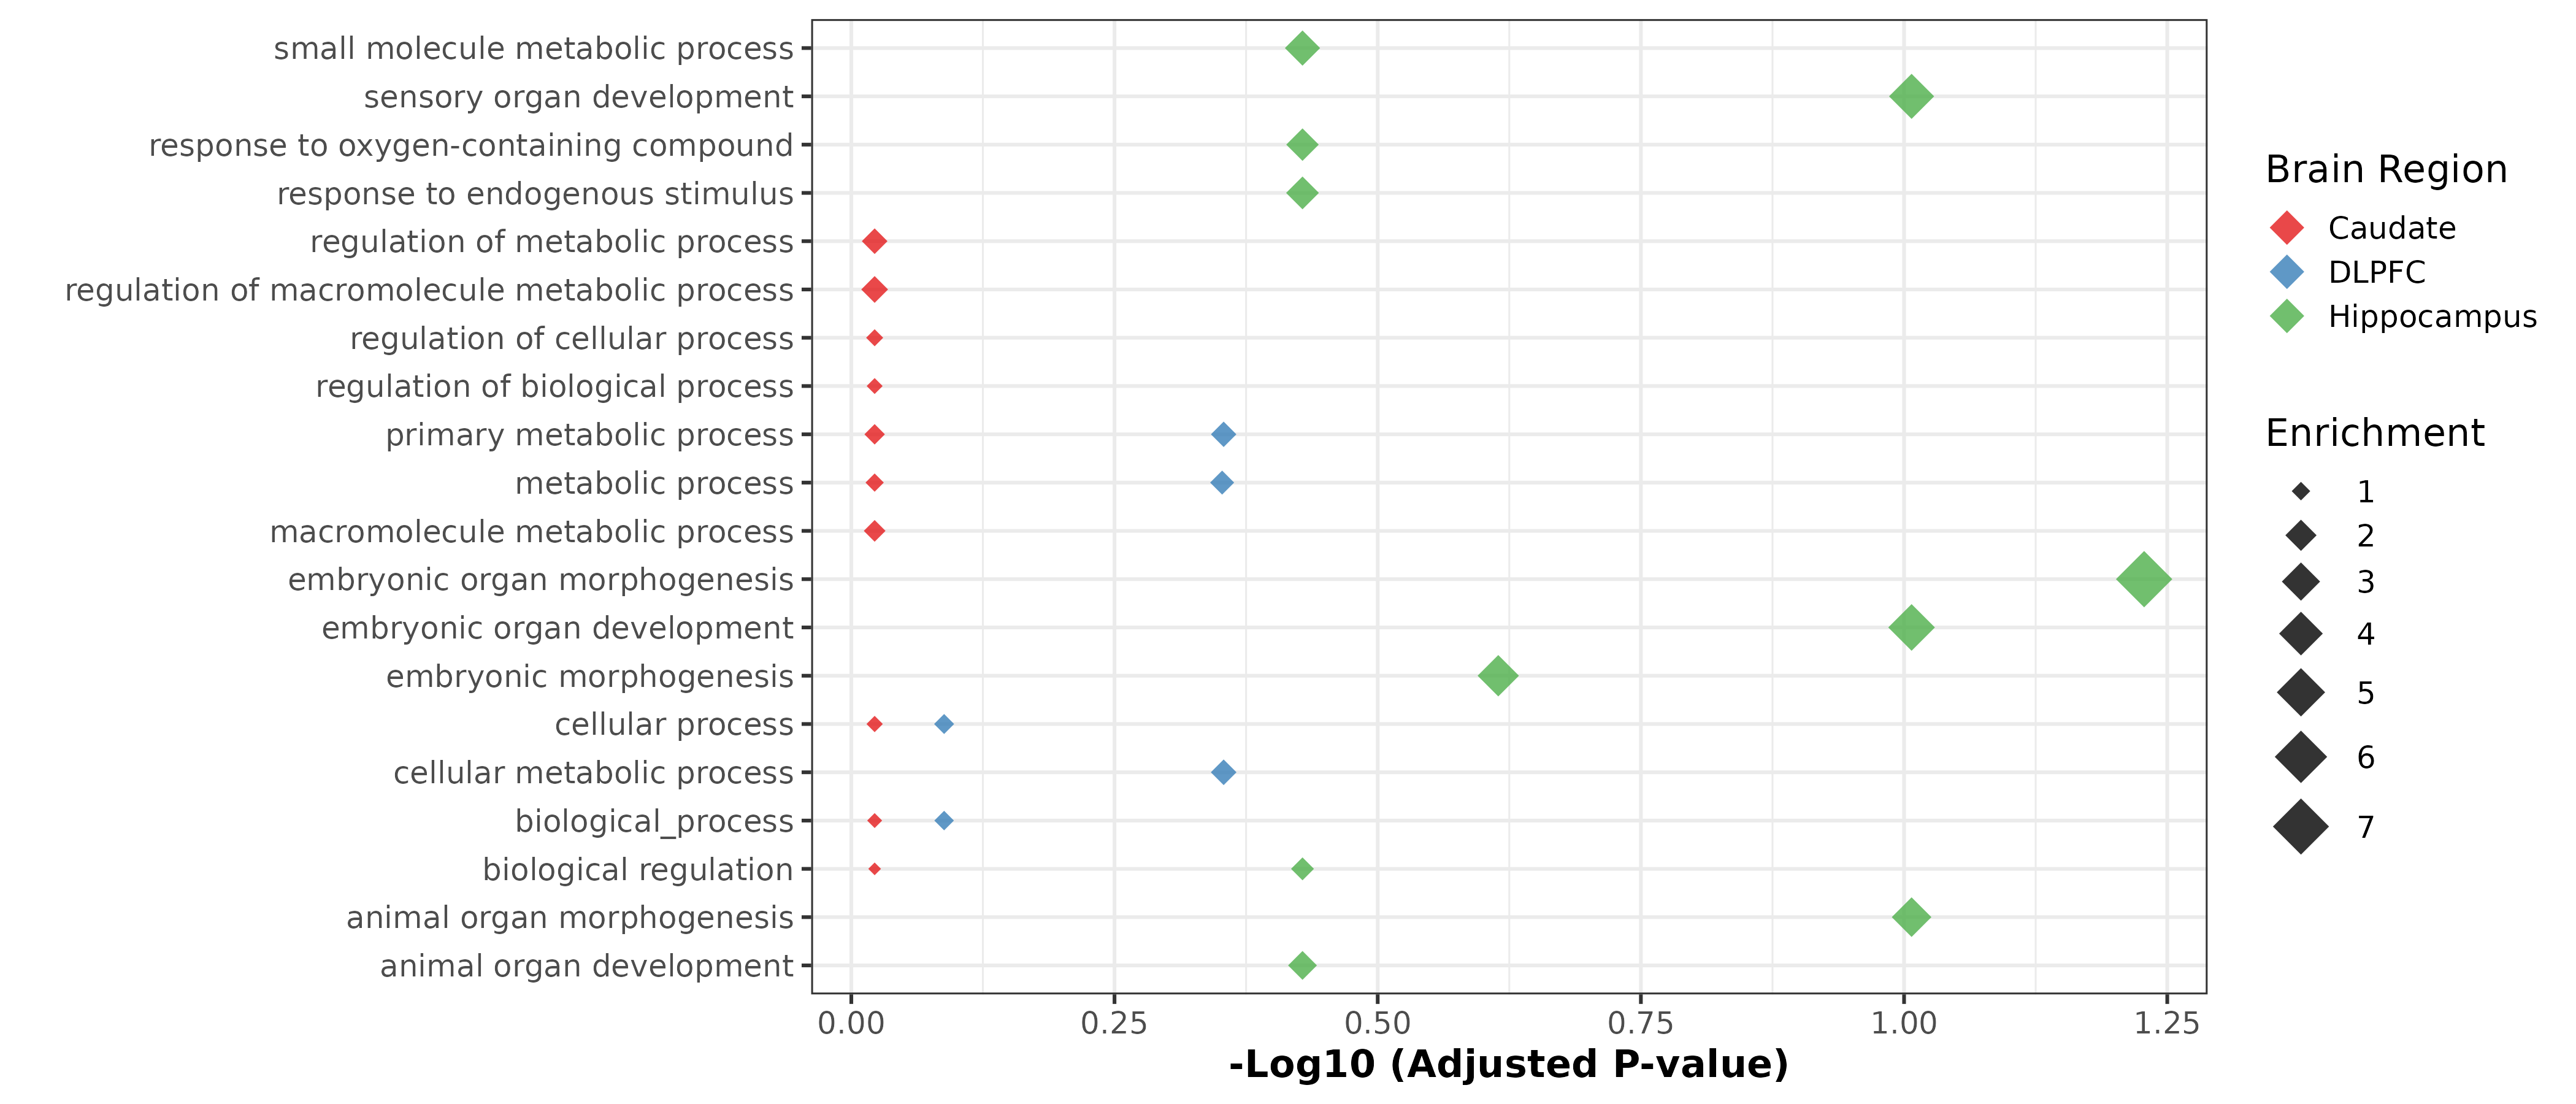 small molecule metabolic process
sensory organ development
response to oxygen-containing compound
response to endogenous stimulus
regulation of metabolic process
regulation of macromolecule metabolic process
regulation of cellular process
regulation of biological process
primary metabolic process
metabolic process
macromolecule metabolic process
embryonic organ morphogenesis
embryonic organ development
embryonic morphogenesis
cellular process
cellular metabolic process
biological_process
biological regulation
animal organ morphogenesis
animal organ development
0.00 0.25 0.50 0.75 1.00 1.25
-Log10 (Adjusted P-value)
Brain Region
Caudate
DLPFC
Hippocampus
Enrichment
1
2
3
4
5
6
7